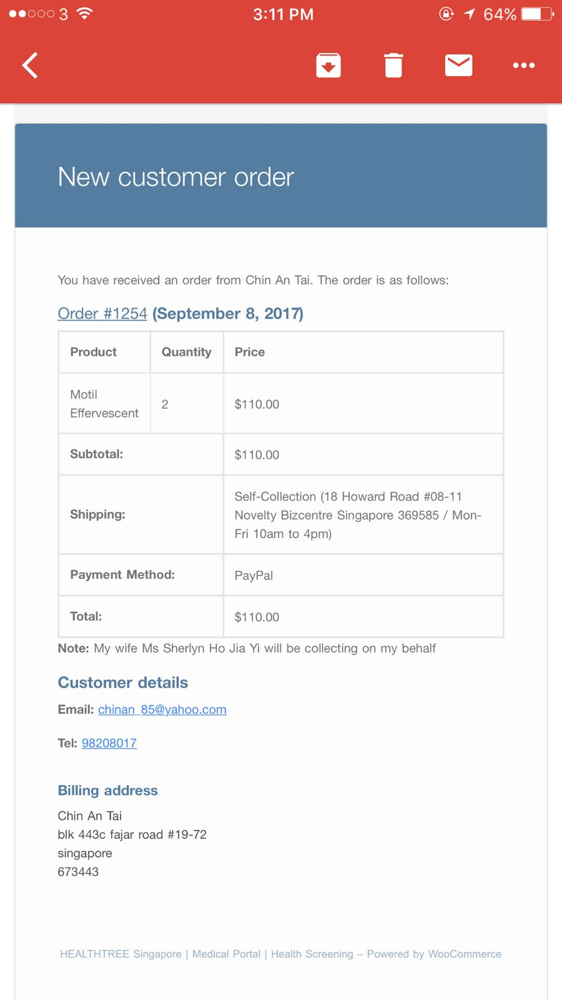 3 3:11 PM 64%
New customer order
You have received an order from Chin An Tai. The order is as follows:
Order #1254 (September 8, 2017)
Product Quantity Price
Motil
Effervescent 2 $110.00
Subtotal: $110.00
Shipping: Self-Collection (18 Howard Road #08-11
Novelty Bizcentre Singapore 369585 / Mon-
Fri 10am to 4pm)
Payment Method: PayPal
Total: $110.00
Note: My wife Ms Sherlyn Ho Jia Yi will be collecting on my behalf
Customer details
Email: chinan_85@yahoo.com
Tel: 98208017
Billing address
Chin An Tai
blk 443c fajar road #19-72
singapore
673443
HEALTHTREE Singapore | Medical Portal | Health Screening – Powered by WooCommerce